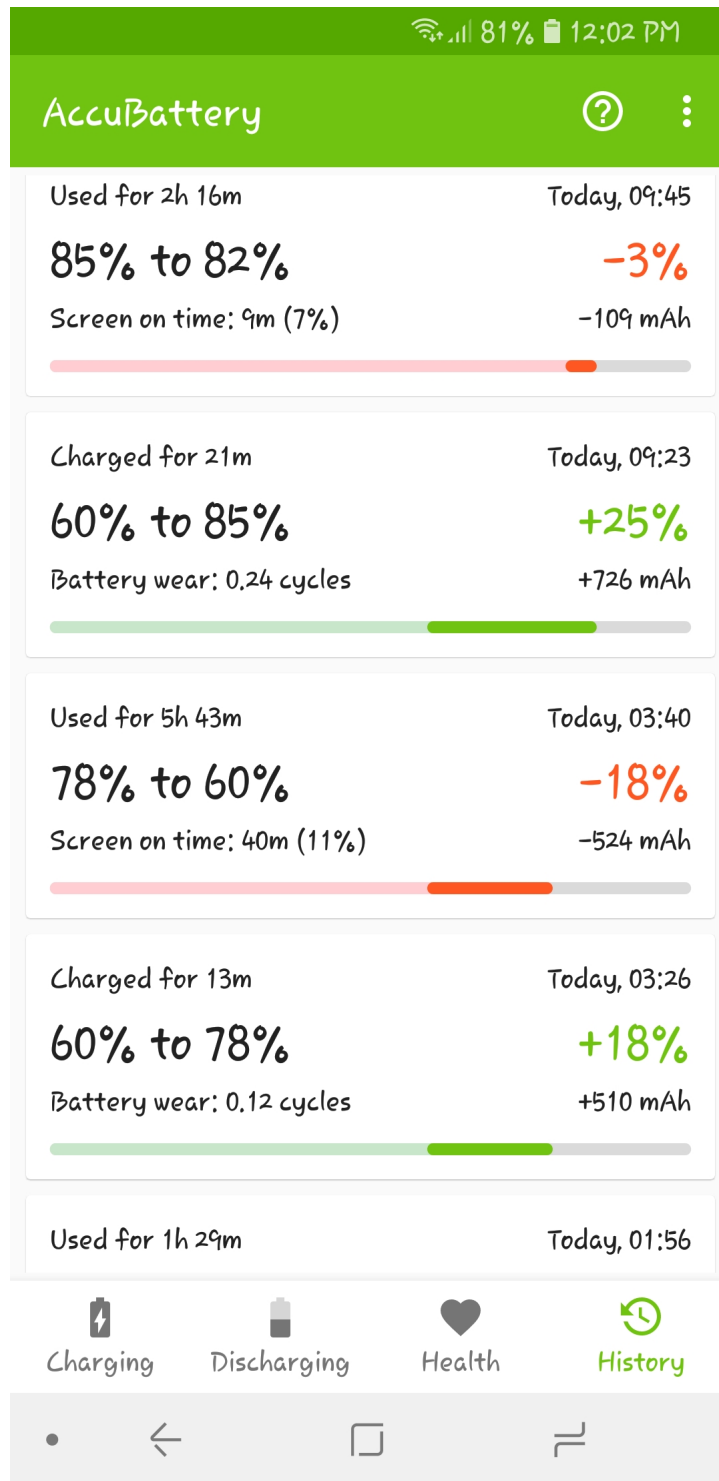 81% 12:02 PM
AccuBattery
Used for 2h 16m Today, 09:45
85% to 82% -3%
Screen on time: 9m (7%) -109 mAh
Charged for 21m Today, 09:23
60% to 85% +25%
Battery wear: 0.24 cycles +726 mAh
Used for 5h 43m Today, 03:40
78% to 60% -18%
Screen on time: 40m (11%) -524 mAh
Charged for 13m Today, 03:26
60% to 78% +18%
Battery wear: 0.12 cycles +510 mAh
Used for 1h 29m Today, 01:56
Charging Discharging Health History